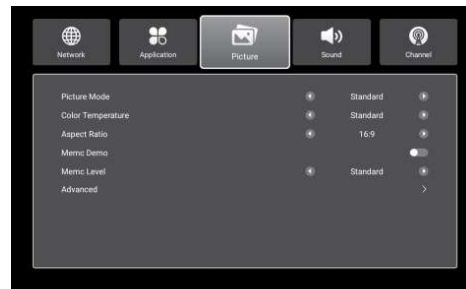 Network Application Picture Sound Channel
Picture Mode Standard
Color Temperature Standard
Aspect Ratio 16:9
Memc Demo
Memc Level Standard
Advanced